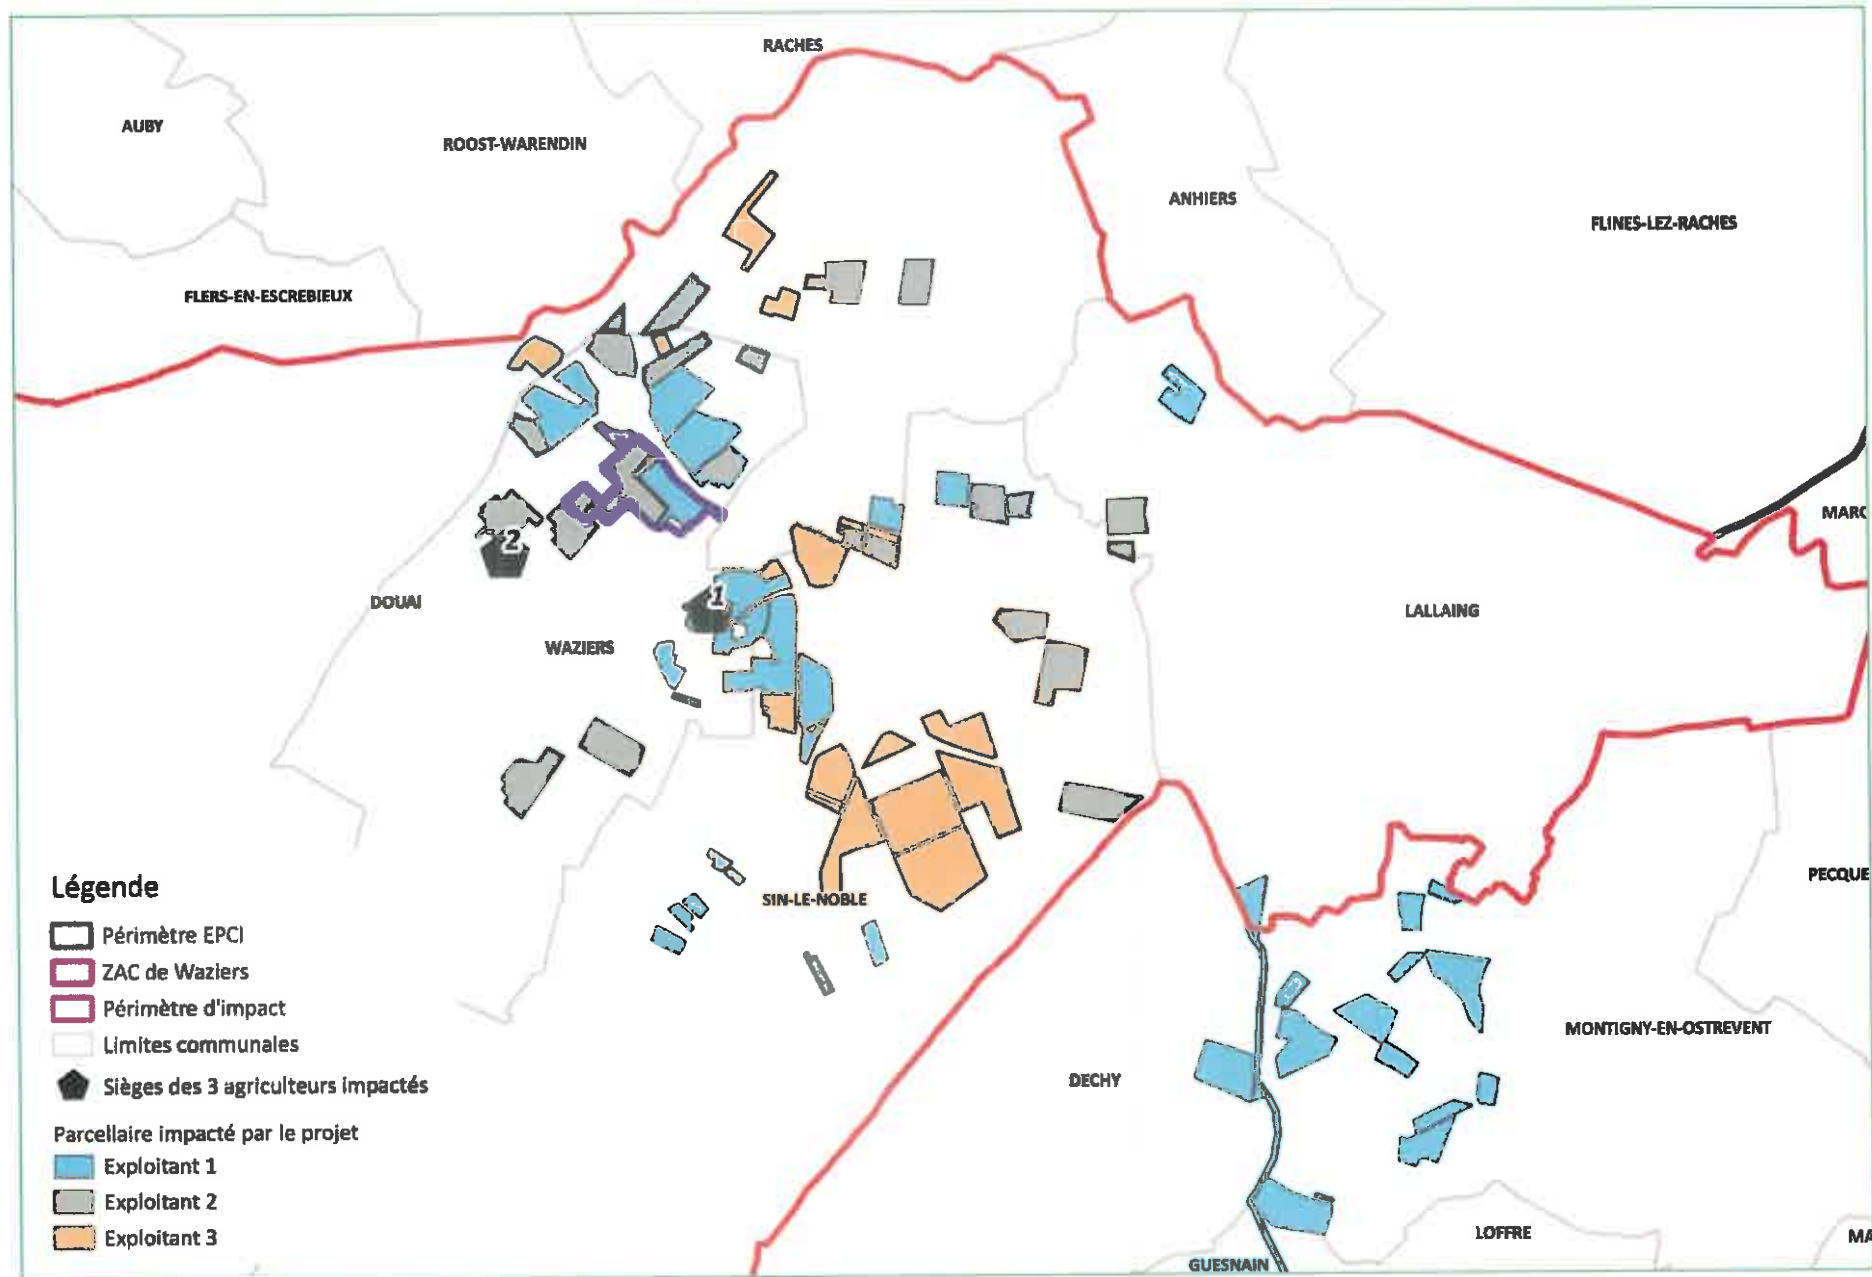 RACHES
AUBY
ROOST-WARENDIN
ANHIERS
FLINES-LEZ-RACHES
FLERS-EN-ESCREBIEUX
MARC
2
1
DOUAI
LALLAING
WAZIERS
PECQUE
SIN-LE-NOBLE
Légende
Périmètre EPCI
ZAC de Waziers
Périmètre d'impact
Limites communales
Sièges des 3 agriculteurs impactés
Parcellaire impacté par le projet
Exploitant 1
Exploitant 2
Exploitant 3
MONTIGNY-EN-OSTREVENT
DECHY
LOFFRE
MA
GUESNAIN